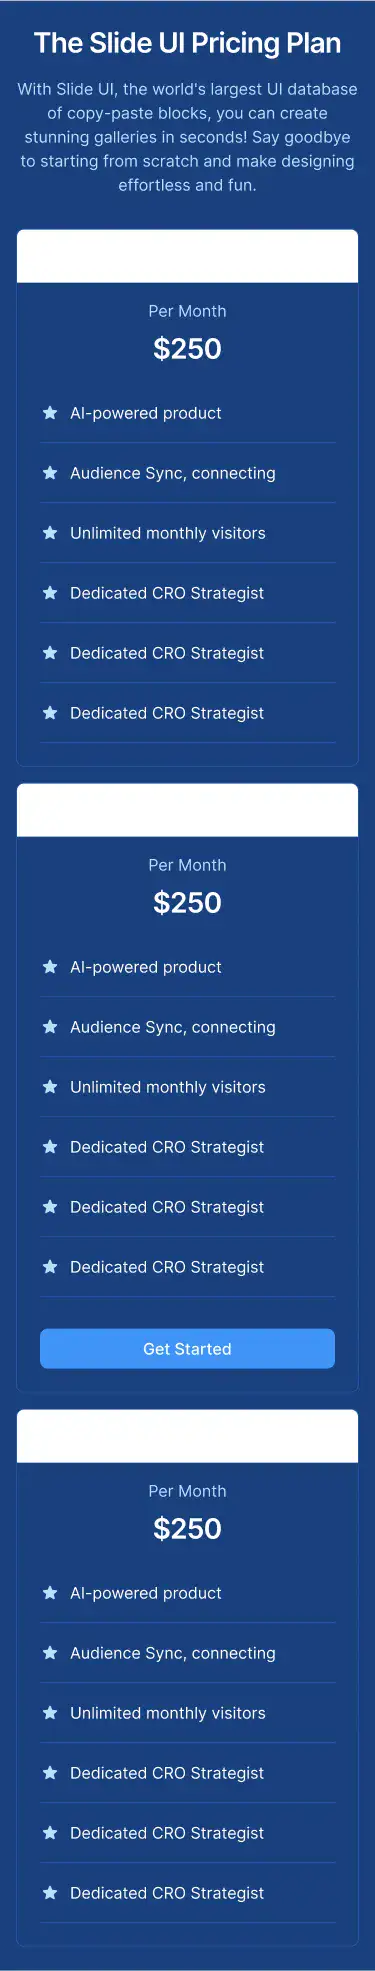 The Slide UI Pricing Plan
With Slide UI, the world's largest UI database
of copy-paste blocks, you can create
stunning galleries in seconds! Say goodbye
to starting from scratch and make designing
effortless and fun.
Per Month
$250
AI-powered product
Audience Sync, connecting
Unlimited monthly visitors
Dedicated CRO Strategist
Dedicated CRO Strategist
Dedicated CRO Strategist
Per Month
$250
AI-powered product
Audience Sync, connecting
Unlimited monthly visitors
Dedicated CRO Strategist
Dedicated CRO Strategist
Dedicated CRO Strategist
Get Started
Per Month
$250
AI-powered product
Audience Sync, connecting
Unlimited monthly visitors
Dedicated CRO Strategist
Dedicated CRO Strategist
Dedicated CRO Strategist